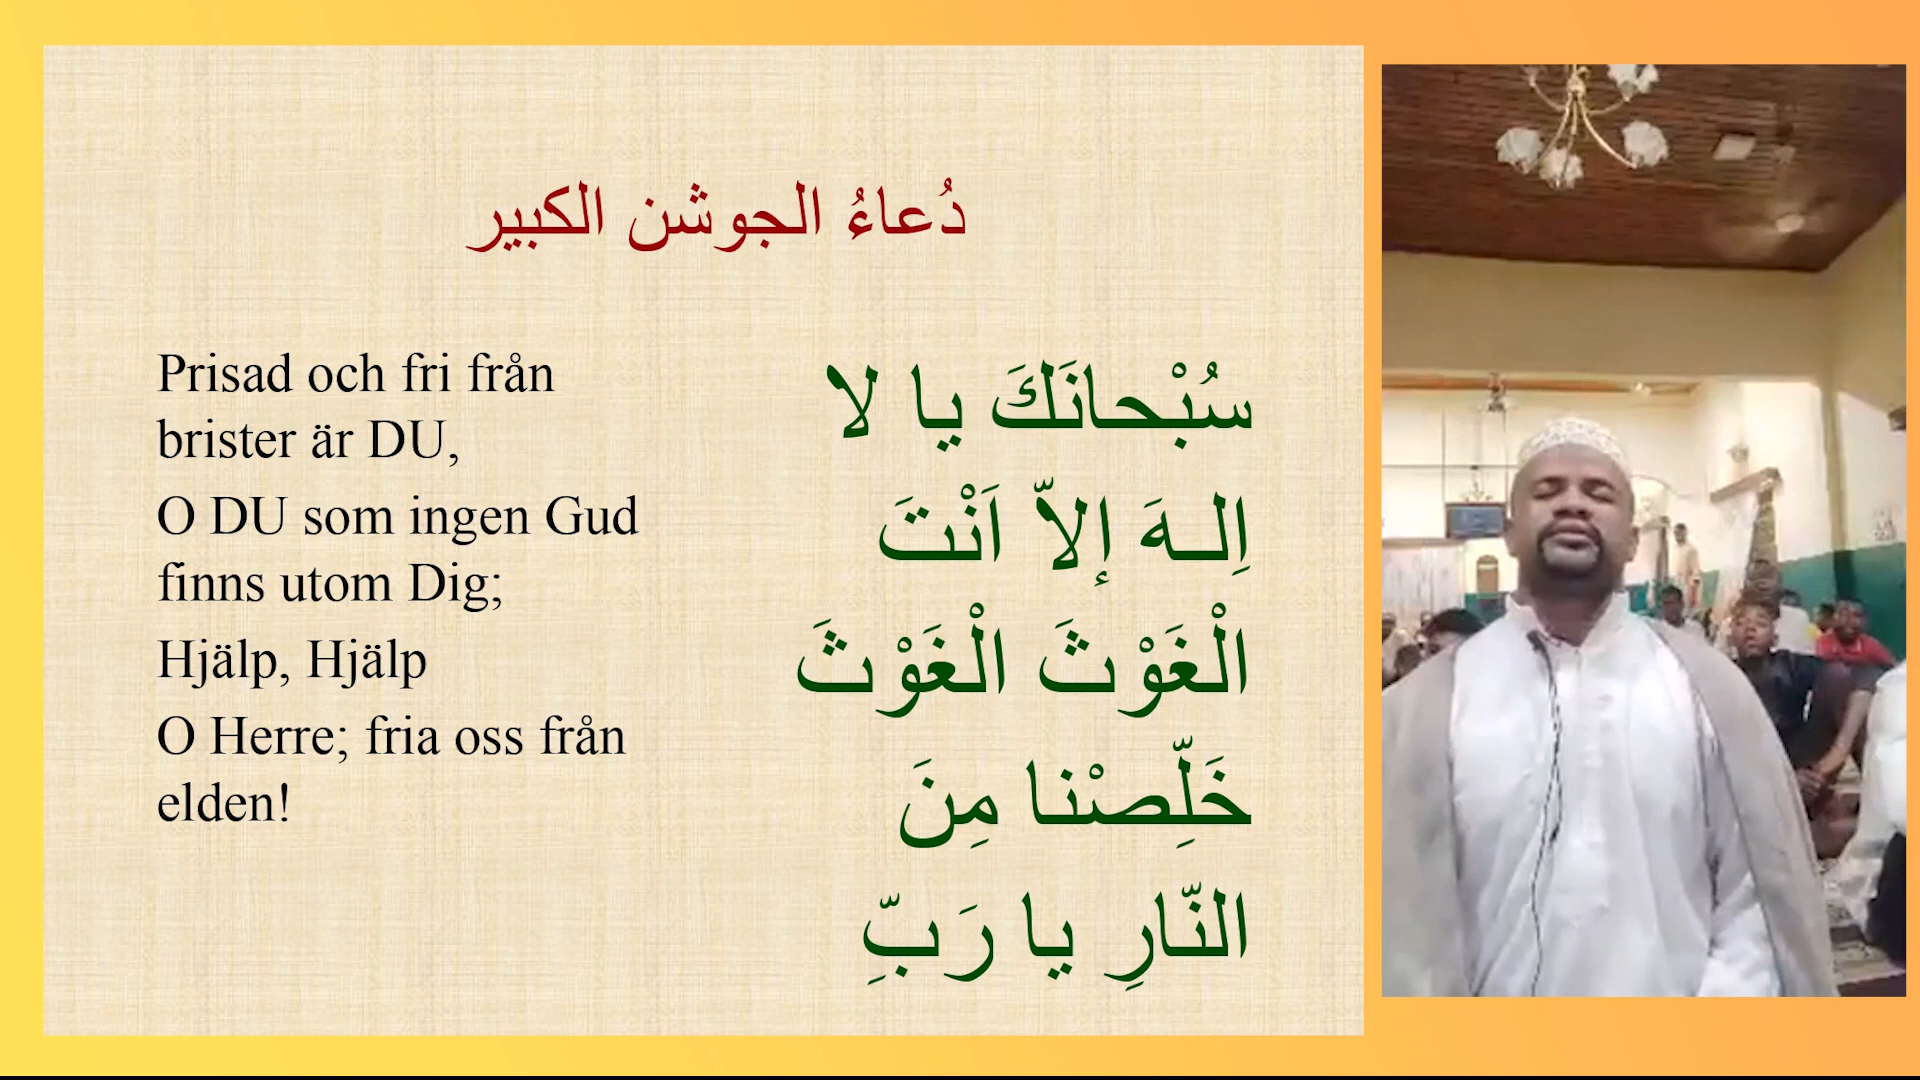 دُعاءُ الجوشن الكبير
Prisad och fri från
brister är DU,
O DU som ingen Gud
finns utom Dig;
Hjälp, Hjälp
O Herre; fria oss från
elden!
سُبْحانَكَ يا لا
اِلـهَ إلاّ اَنْتَ
الْغَوْثَ الْغَوْثَ
خَلِّصْنا مِنَ
النّارِ يا رَبِّ